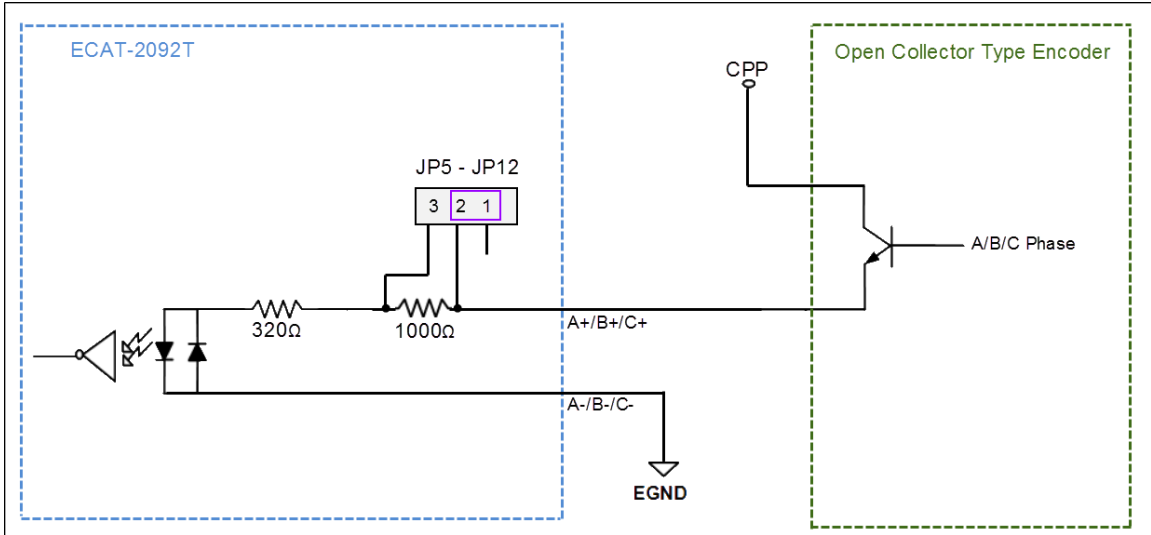 ECAT-2092T
Open Collector Type Encoder
CPP
JP5 - JP12
3 2 1
A/B/C Phase
320Ω
1000Ω
A+/B+/C+
A-/B-/C-
EGND